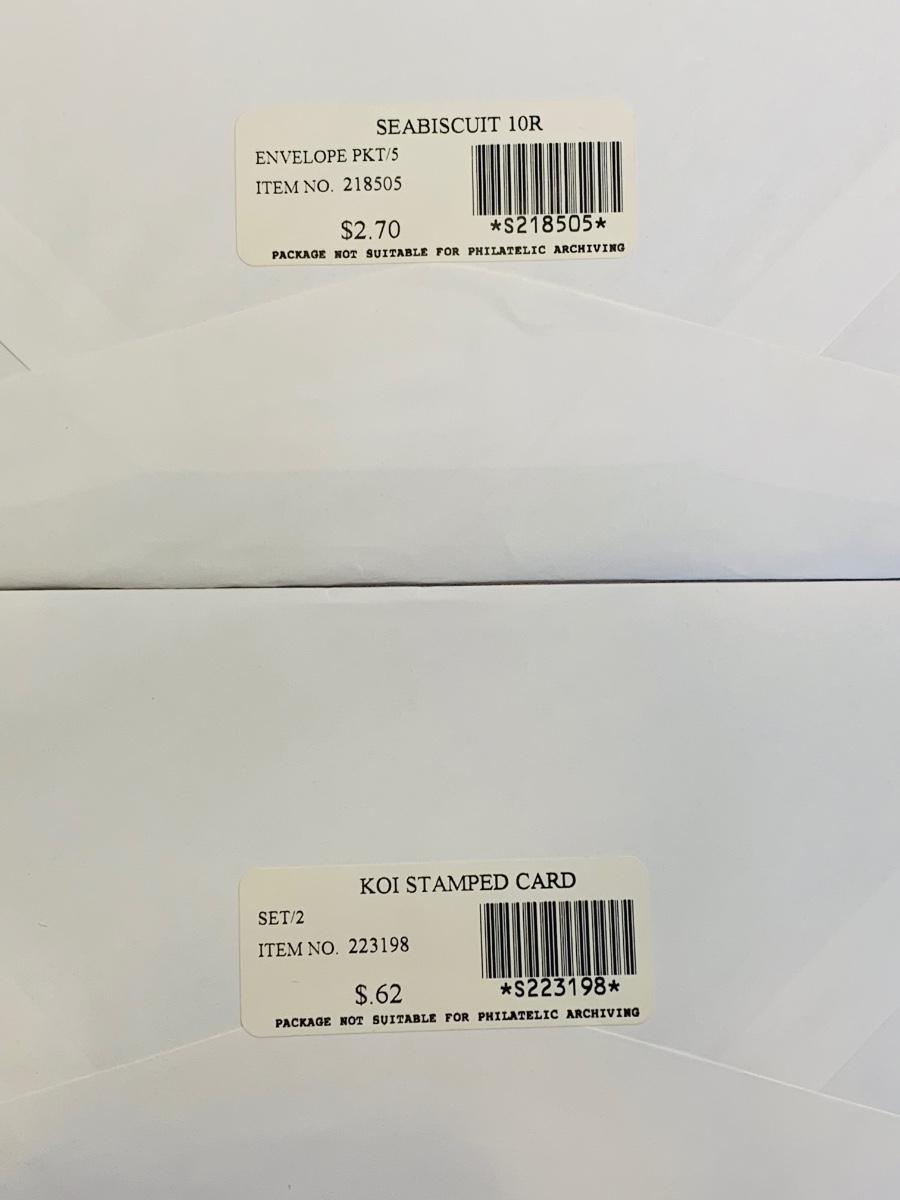 SEABISCUIT 10R
ENVELOPE PKT/5
ITEM NO. 218505
$2.70
*S218505*
PACKAGE NOT SUITABLE FOR PHILATELIC ARCHIVING
KOI STAMPED CARD
SET/2
ITEM NO. 223198
$.62
*S223198*
PACKAGE NOT SUITABLE FOR PHILATELIC ARCHIVING